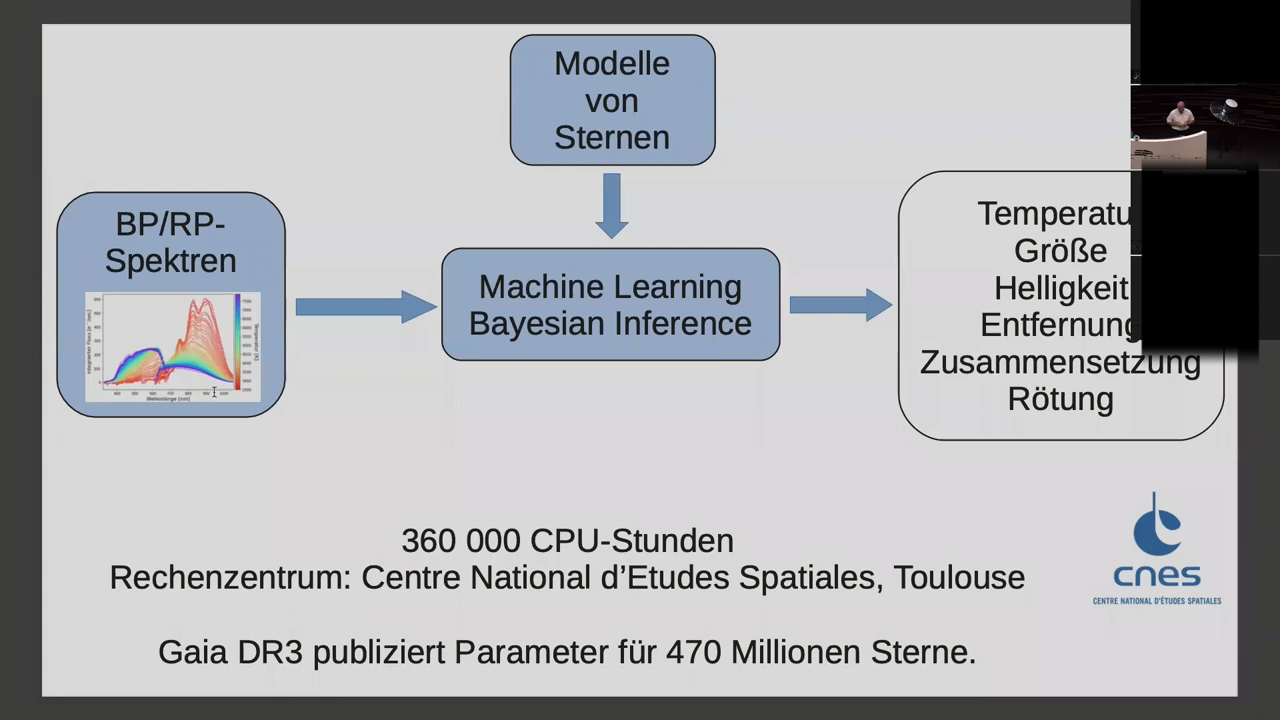 Modelle
von
Sternen
BP/RP-
Spektren
Machine Learning
Bayesian Inference
Temperatu
Größe
Helligkeit
Entfernung
Zusammensetzung
Rötung
360 000 CPU-Stunden
Rechenzentrum: Centre National d’Etudes Spatiales, Toulouse
cnes
CENTRE NATIONAL D'ÉTUDES SPATIALES
Gaia DR3 publiziert Parameter für 470 Millionen Sterne.